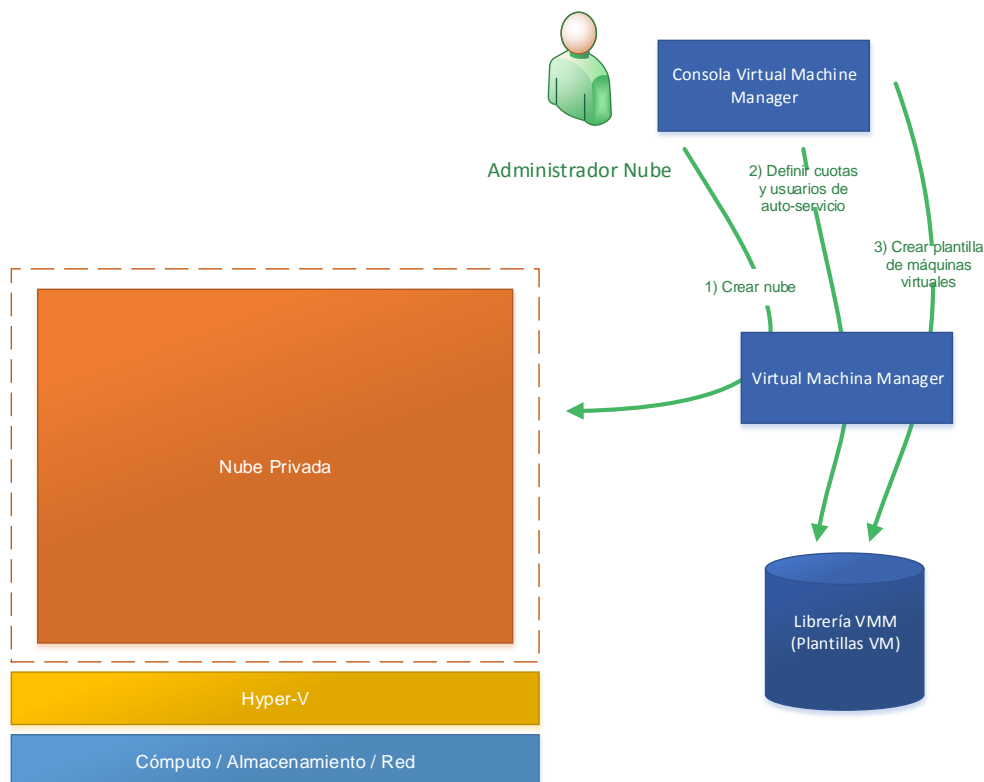 Consola Virtual Machine
Manager
Administrador Nube
2) Definir cuotas
y usuarios de
auto-servicio
3) Crear plantilla
de máquinas
virtuales
1) Crear nube
Virtual Machina Manager
Nube Privada
Librería VMM
(Plantillas VM)
Hyper-V
Cómputo / Almacenamiento / Red